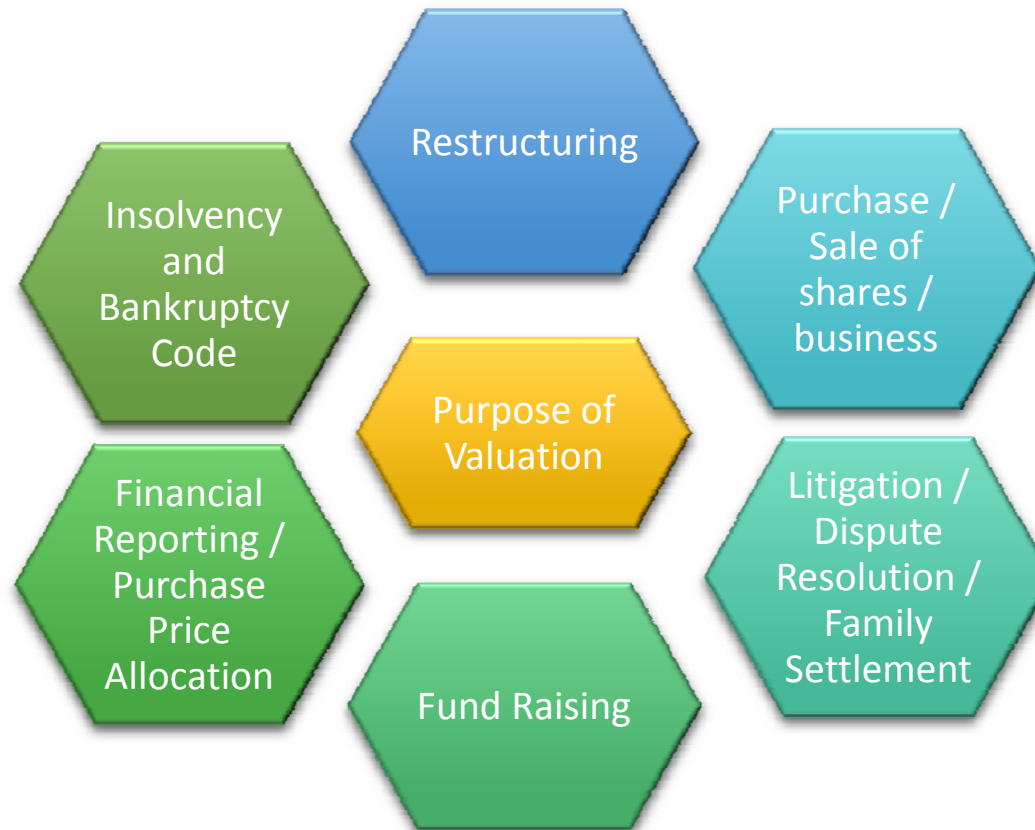 Restructuring
Purchase /
Sale of
shares /
business
Litigation /
Dispute
Resolution /
Family
Settlement
Fund Raising
Financial
Reporting /
Purchase
Price
Allocation
Insolvency
and
Bankruptcy
Code
Purpose of
Valuation